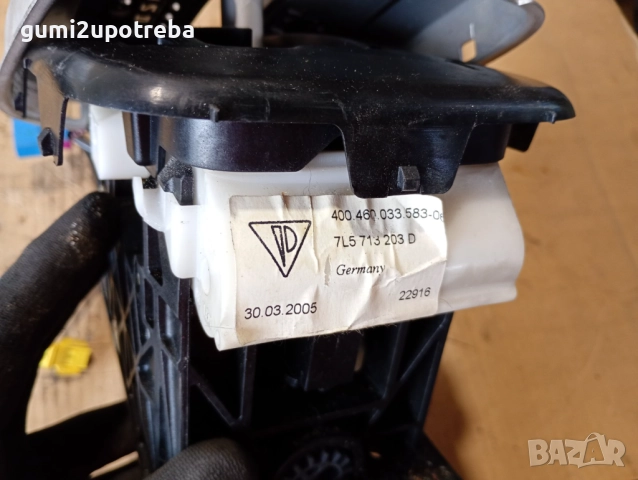 gumi2upotreba
400.460.033.583-0
7L5 713 203 D
Germany
30.03.2005
22916
BAZAR